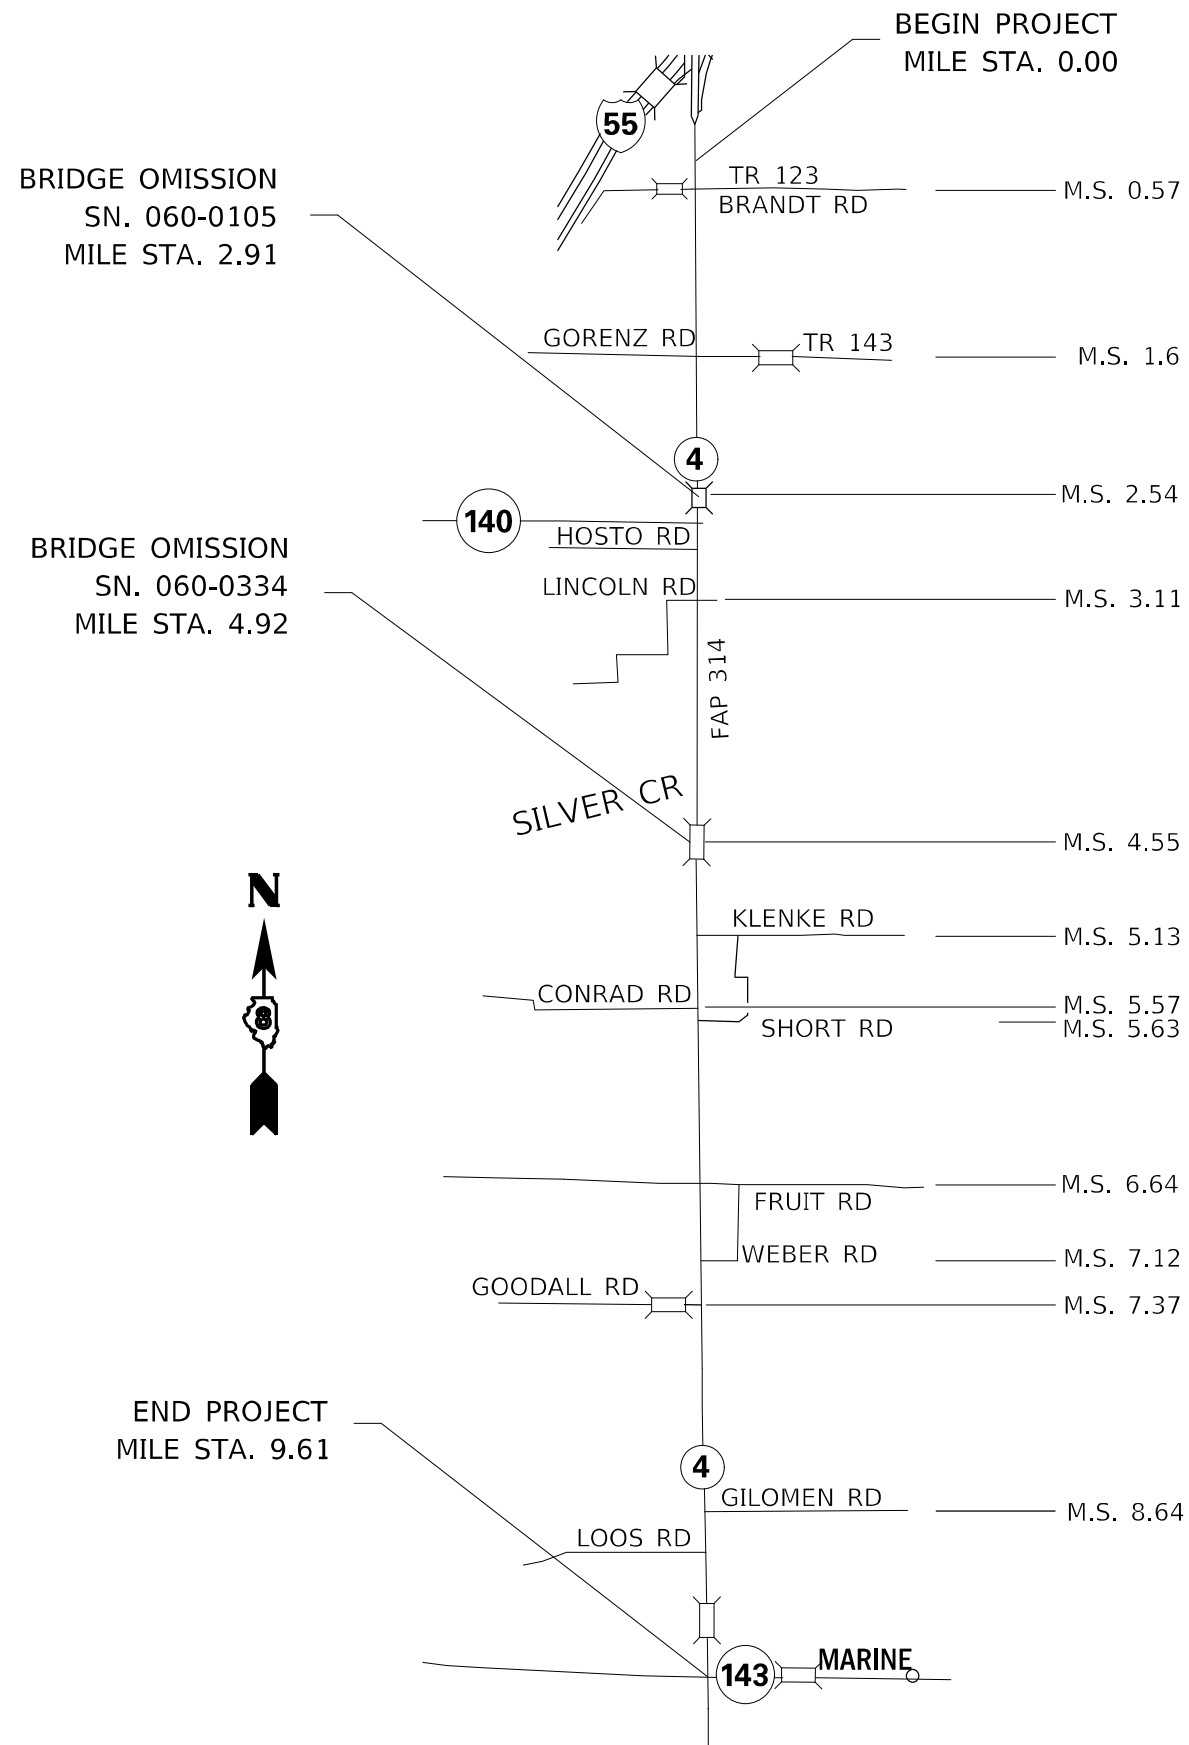 BEGIN PROJECT
MILE STA. 0.00
55
BRIDGE OMISSION
SN. 060-0105
MILE STA. 2.91
TR 123
BRANDT RD
M.S. 0.57
GORENZ RD
TR 143
M.S. 1.6
4
M.S. 2.54
140
HOSTO RD
BRIDGE OMISSION
SN. 060-0334
MILE STA. 4.92
LINCOLN RD
M.S. 3.11
FAP 314
SILVER CR
M.S. 4.55
N
8
KLENKE RD
M.S. 5.13
CONRAD RD
M.S. 5.57
SHORT RD
M.S. 5.63
FRUIT RD
M.S. 6.64
WEBER RD
M.S. 7.12
GOODALL RD
M.S. 7.37
END PROJECT
MILE STA. 9.61
4
GILOMEN RD
M.S. 8.64
LOOS RD
143
MARINE